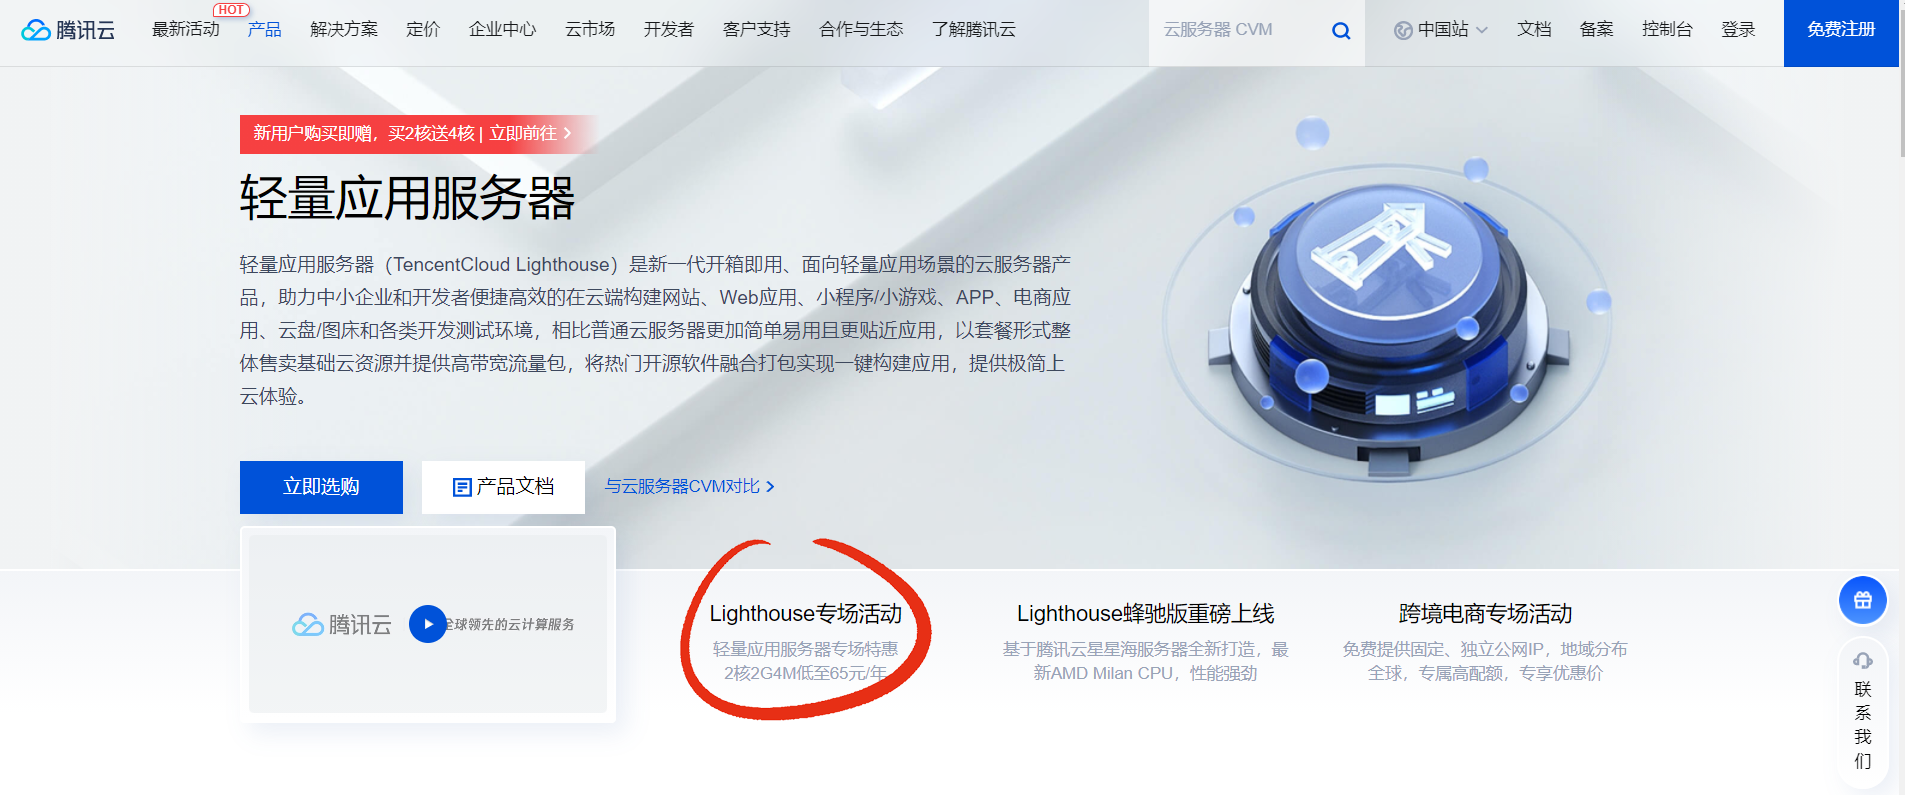 腾讯云
最新活动 HOT 产品 解决方案 定价 企业中心 云市场 开发者 客户支持 合作与生态 了解腾讯云 云服务器 CVM 中国站 文档 备案 控制台 登录 免费注册
新用户购买即赠，买2核送4核 | 立即前往
轻量应用服务器
轻量应用服务器（TencentCloud Lighthouse）是新一代开箱即用、面向轻量应用场景的云服务器产
品，助力中小企业和开发者便捷高效的在云端构建网站、Web应用、小程序/小游戏、APP、电商应
用、云盘/图床和各类开发测试环境，相比普通云服务器更加简单易用且更贴近应用，以套餐形式整
体售卖基础云资源并提供高带宽流量包，将热门开源软件融合打包实现一键构建应用，提供极简上
云体验。
立即选购 产品文档 与云服务器CVM对比
腾讯云 全球领先的云计算服务
Lighthouse专场活动
轻量应用服务器专场特惠
2核2G4M低至65元/年
Lighthouse蜂驰版重磅上线
基于腾讯云星星海服务器全新打造，最
新AMD Milan CPU，性能强劲
跨境电商专场活动
免费提供固定、独立公网IP，地域分布
全球，专属高配额，专享优惠价
联
系
我
们